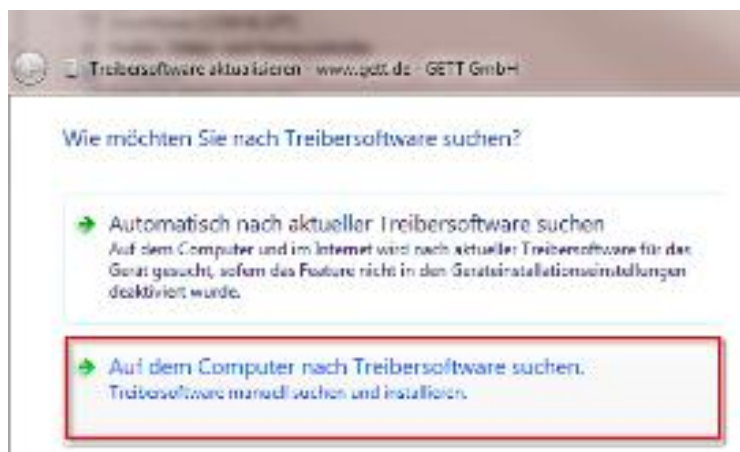 Treibersoftware aktualisieren - www.gett.de - GETT GmbH
Wie möchten Sie nach Treibersoftware suchen?
Automatisch nach aktueller Treibersoftware suchen
Auf dem Computer und im Internet wird nach aktueller Treibersoftware für das
Gerät gesucht, sofern das Feature nicht in den Geräteinstallationseinstellungen
deaktiviert wurde.
Auf dem Computer nach Treibersoftware suchen.
Treibersoftware manuell suchen und installieren.